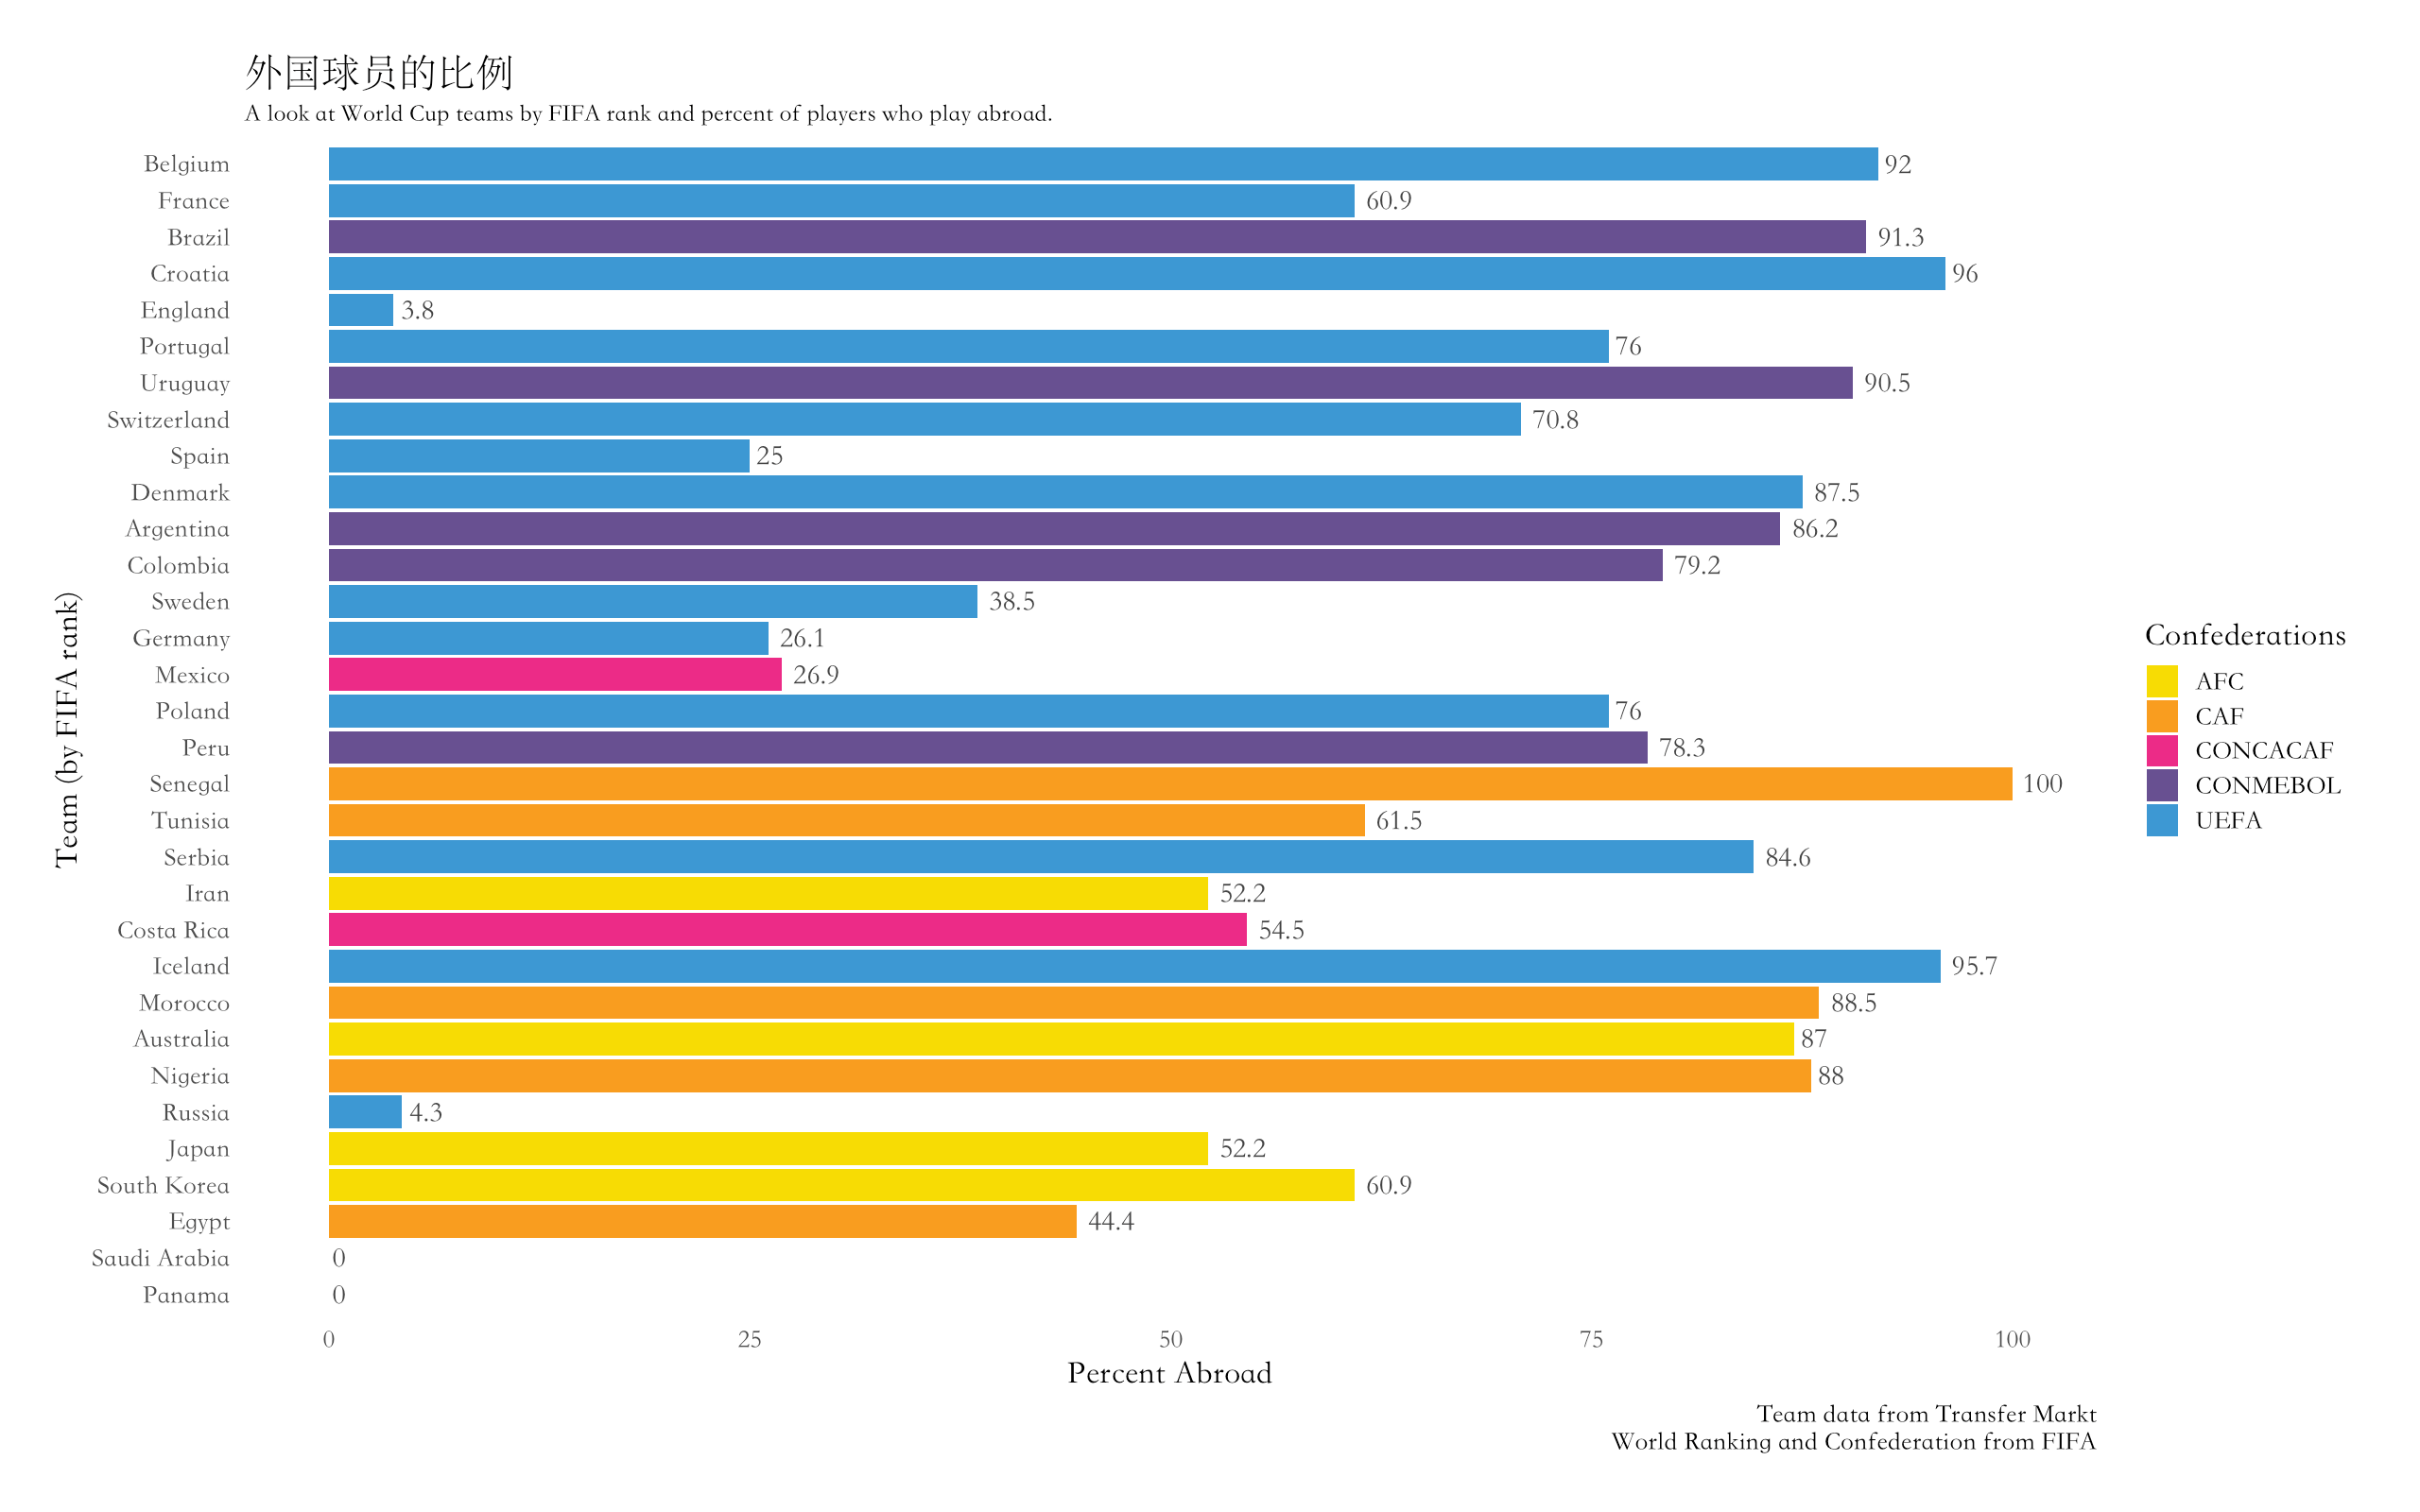 外国球员的比例
A look at World Cup teams by FIFA rank and percent of players who play abroad.
Belgium 92
France 60.9
Brazil 91.3
Croatia 96
England 3.8
Portugal 76
Uruguay 90.5
Switzerland 70.8
Spain 25
Denmark 87.5
Argentina 86.2
Colombia 79.2
Sweden 38.5
Germany 26.1
Mexico 26.9
Poland 76
Peru 78.3
Senegal 100
Tunisia 61.5
Serbia 84.6
Iran 52.2
Costa Rica 54.5
Iceland 95.7
Morocco 88.5
Australia 87
Nigeria 88
Russia 4.3
Japan 52.2
South Korea 60.9
Egypt 44.4
Saudi Arabia 0
Panama 0
Team (by FIFA rank)
0 25 50 75 100
Percent Abroad
Confederations
AFC
CAF
CONCACAF
CONMEBOL
UEFA
Team data from Transfer Markt
World Ranking and Confederation from FIFA